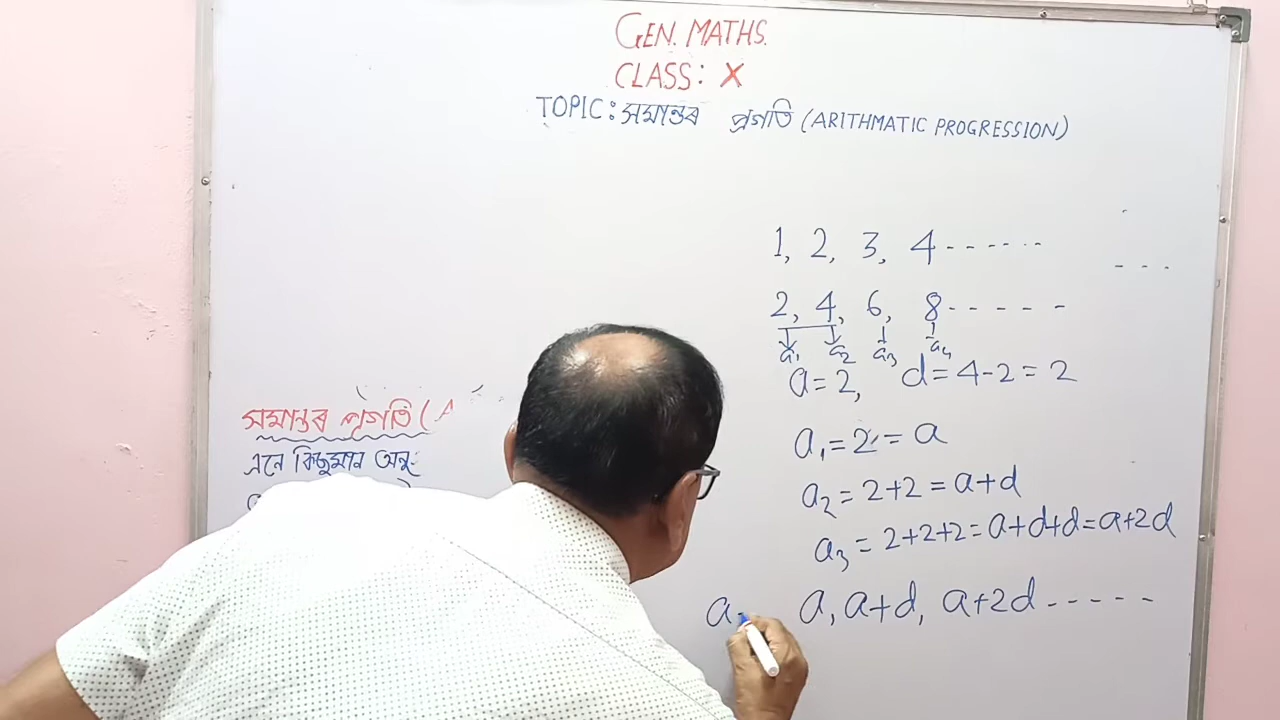 GEN. MATHS.
CLASS: X
TOPIC: সমান্তৰ প্ৰগতি (ARITHMATIC PROGRESSION)
1, 2, 3, 4------
2, 4, 6, 8-----
a₁ a₂ a₃ a₄
a=2, d=4-2=2
a₁=2=a
a₂=2+2=a+d
a₃=2+2+2=a+d+d=a+2d
a a, a+d, a+2d-----
সমান্তৰ প্ৰগতি (A
এনে কিছুমান